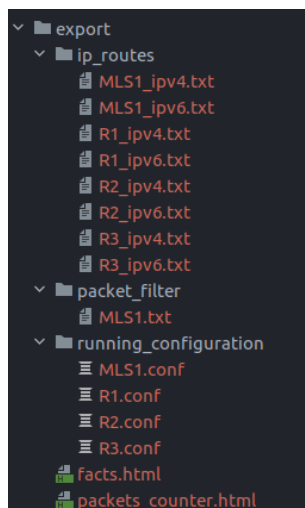 export
ip_routes
MLS1_ipv4.txt
MLS1_ipv6.txt
R1_ipv4.txt
R1_ipv6.txt
R2_ipv4.txt
R2_ipv6.txt
R3_ipv4.txt
R3_ipv6.txt
packet_filter
MLS1.txt
running_configuration
MLS1.conf
R1.conf
R2.conf
R3.conf
facts.html
packets_counter.html